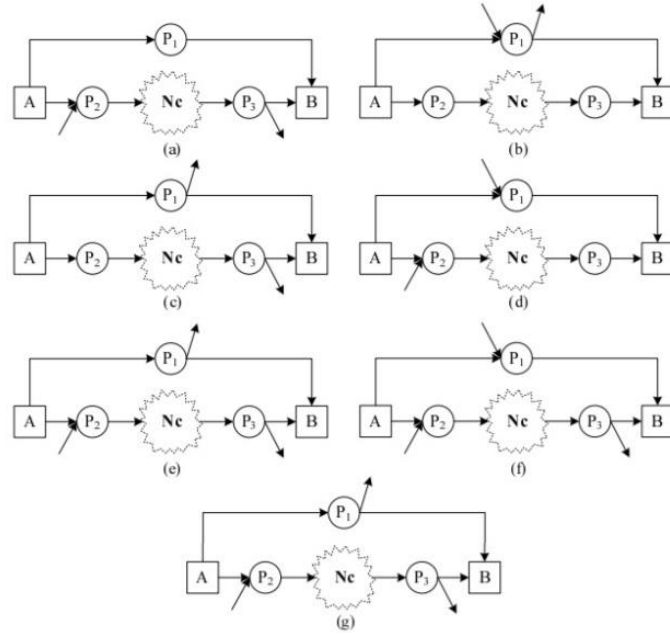 P1 P1
A P2 Nc P3 B A P2 Nc P3 B
(a) (b)
P1 P1
A P2 Nc P3 B A P2 Nc P3 B
(c) (d)
P1 P1
A P2 Nc P3 B A P2 Nc P3 B
(e) (f)
P1
A P2 Nc P3 B
(g)